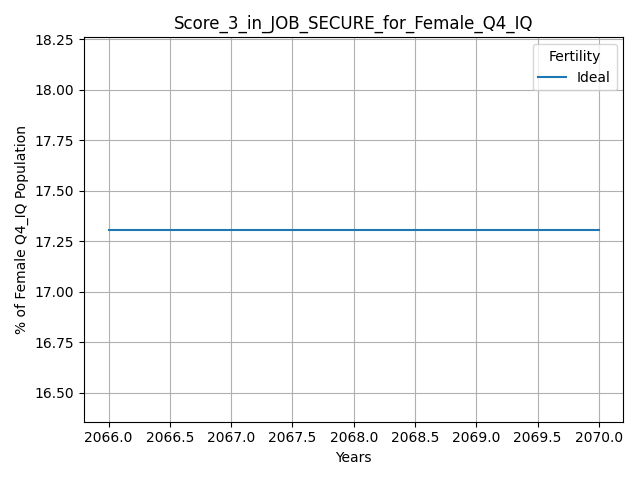 Score_3_in_JOB_SECURE_for_Female_Q4_IQ
18.25
18.00
17.75
17.50
17.25
17.00
16.75
16.50
% of Female Q4_IQ Population
Fertility
Ideal
2066.0 2066.5 2067.0 2067.5 2068.0 2068.5 2069.0 2069.5 2070.0
Years